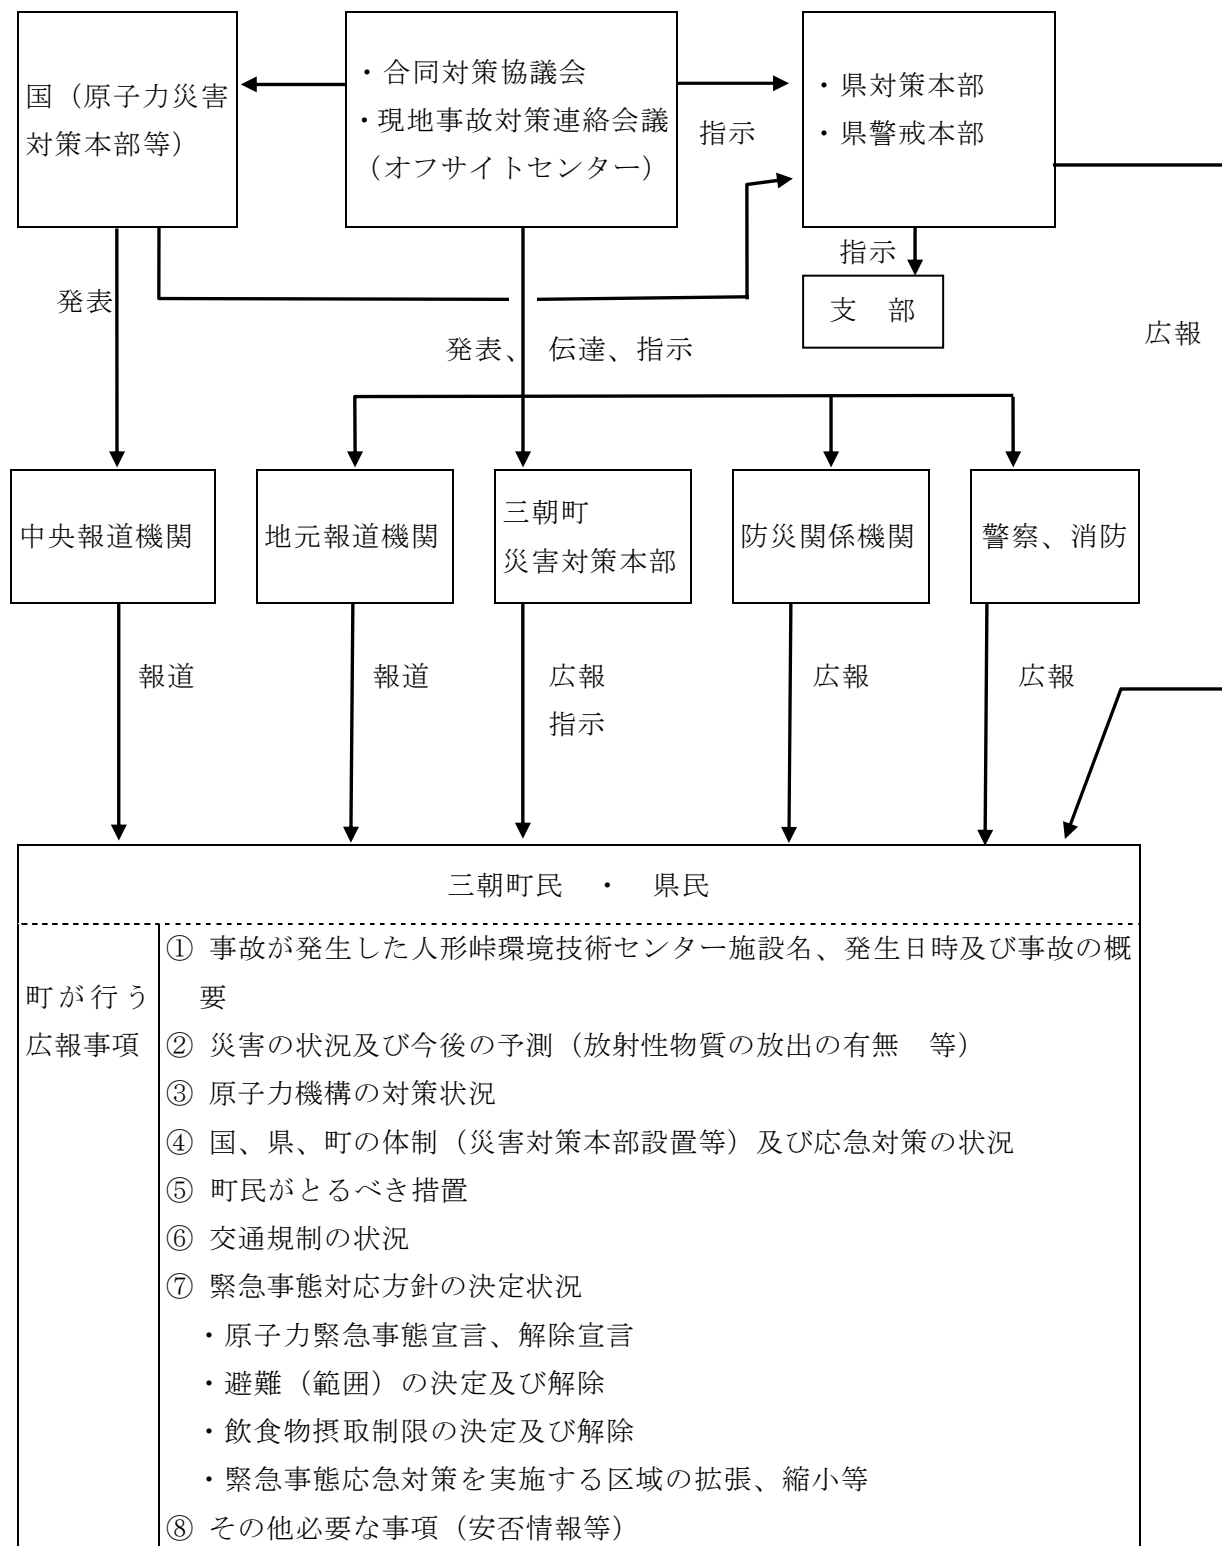 国（原子力災害
対策本部等）
・合同対策協議会
・現地事故対策連絡会議
（オフサイトセンター）
指示
・県対策本部
・県警戒本部
指示
支　部
発表
発表、　伝達、指示
広報
中央報道機関
地元報道機関
三朝町
災害対策本部
防災関係機関
警察、消防
報道
報道
広報
指示
広報
広報
三朝町民　・　県民
町が行う
広報事項
① 事故が発生した人形峠環境技術センター施設名、発生日時及び事故の概
要
② 災害の状況及び今後の予測（放射性物質の放出の有無　等）
③ 原子力機構の対策状況
④ 国、県、町の体制（災害対策本部設置等）及び応急対策の状況
⑤ 町民がとるべき措置
⑥ 交通規制の状況
⑦ 緊急事態対応方針の決定状況
・原子力緊急事態宣言、解除宣言
・避難（範囲）の決定及び解除
・飲食物摂取制限の決定及び解除
・緊急事態応急対策を実施する区域の拡張、縮小等
⑧ その他必要な事項（安否情報等）